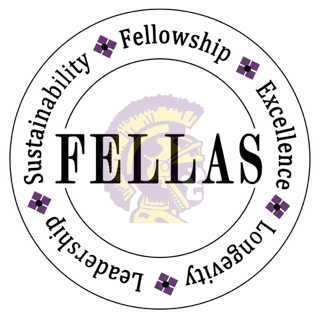 Fellowship
Excellence
Longevity
Leadership
Sustainability
FELLAS